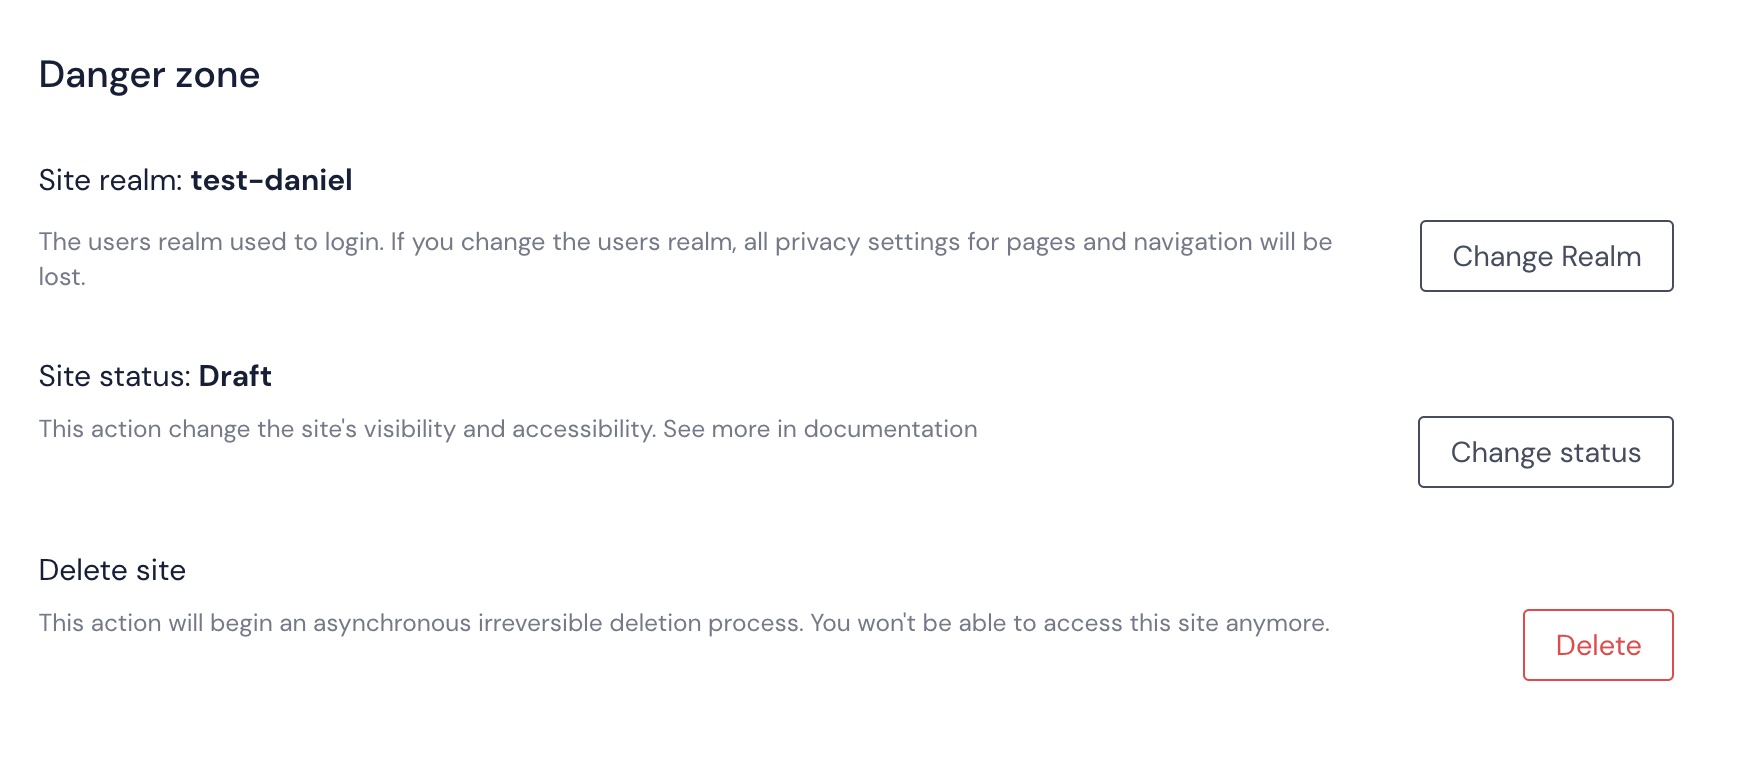 Danger zone
Site realm: test-daniel
The users realm used to login. If you change the users realm, all privacy settings for pages and navigation will be
lost.
Change Realm
Site status: Draft
This action change the site's visibility and accessibility. See more in documentation
Change status
Delete site
This action will begin an asynchronous irreversible deletion process. You won't be able to access this site anymore.
Delete